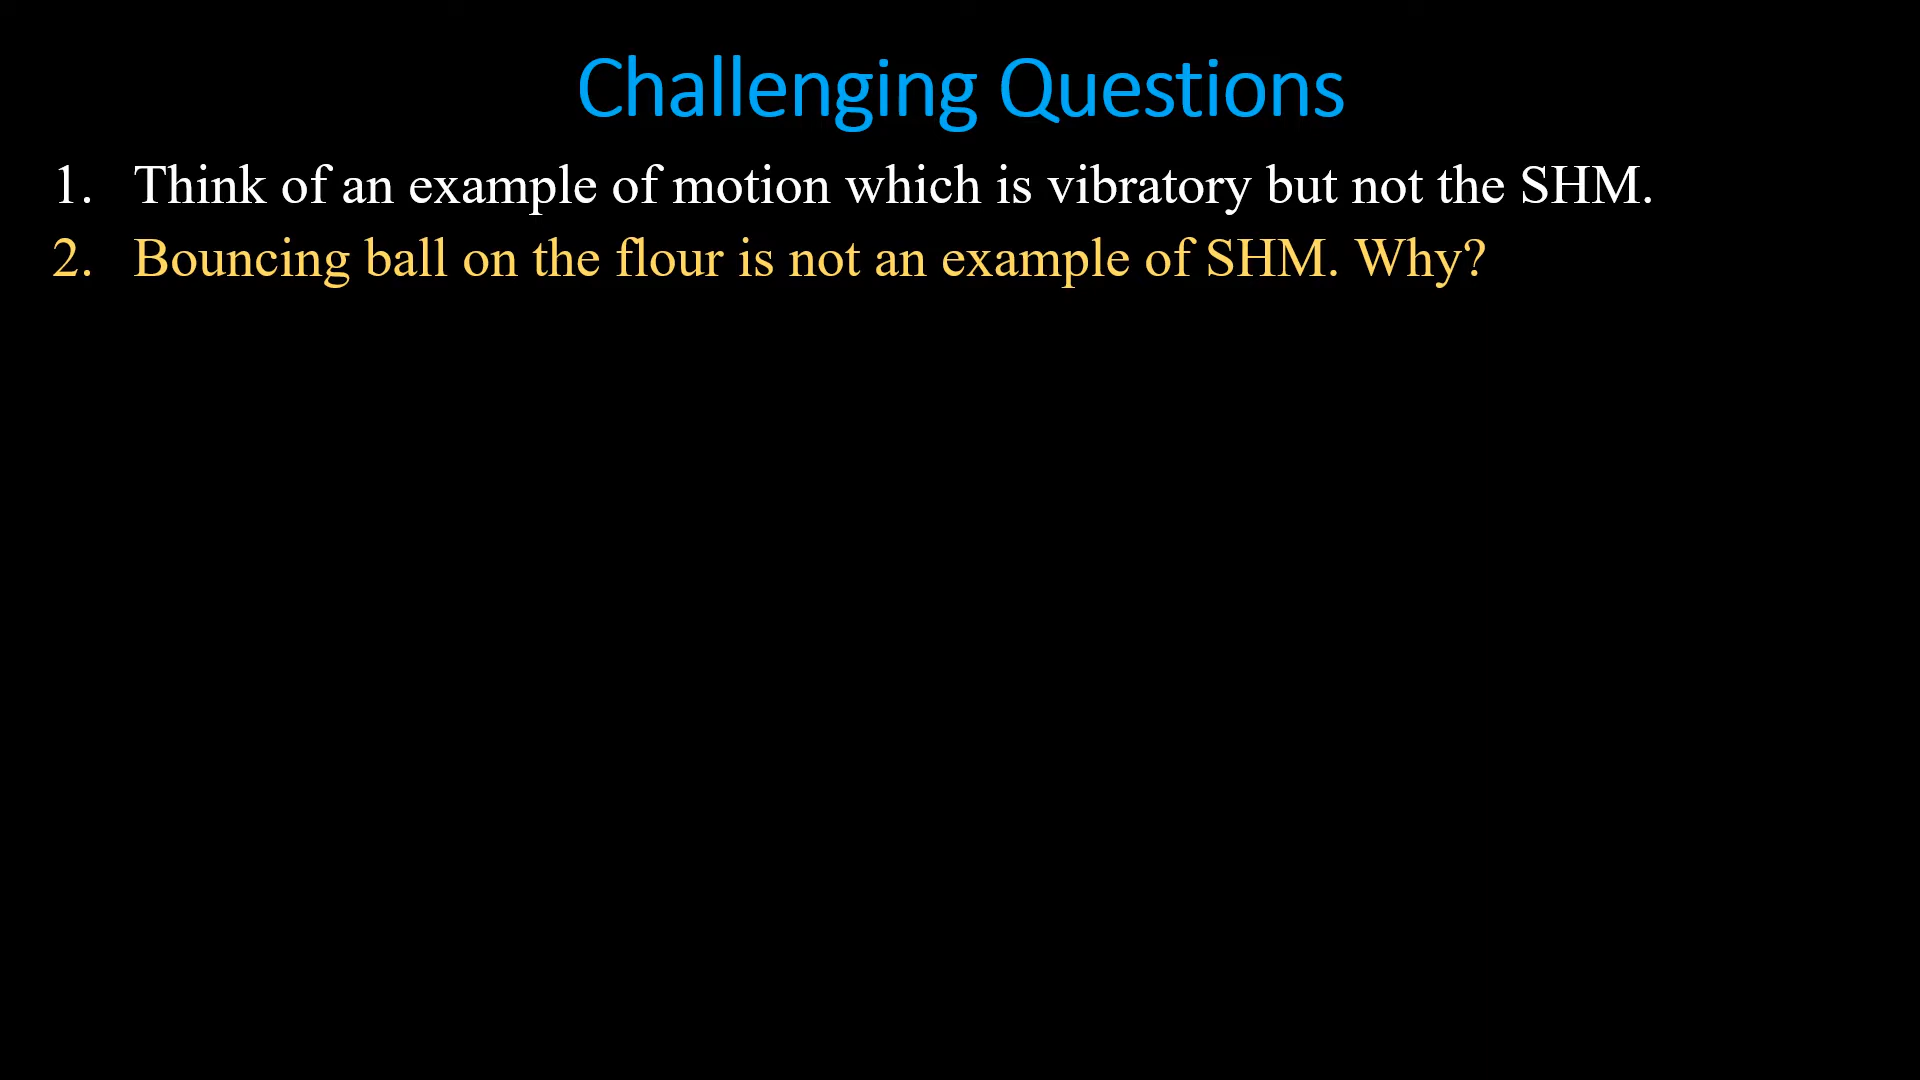 Challenging Questions
1. Think of an example of motion which is vibratory but not the SHM.
2. Bouncing ball on the flour is not an example of SHM. Why?